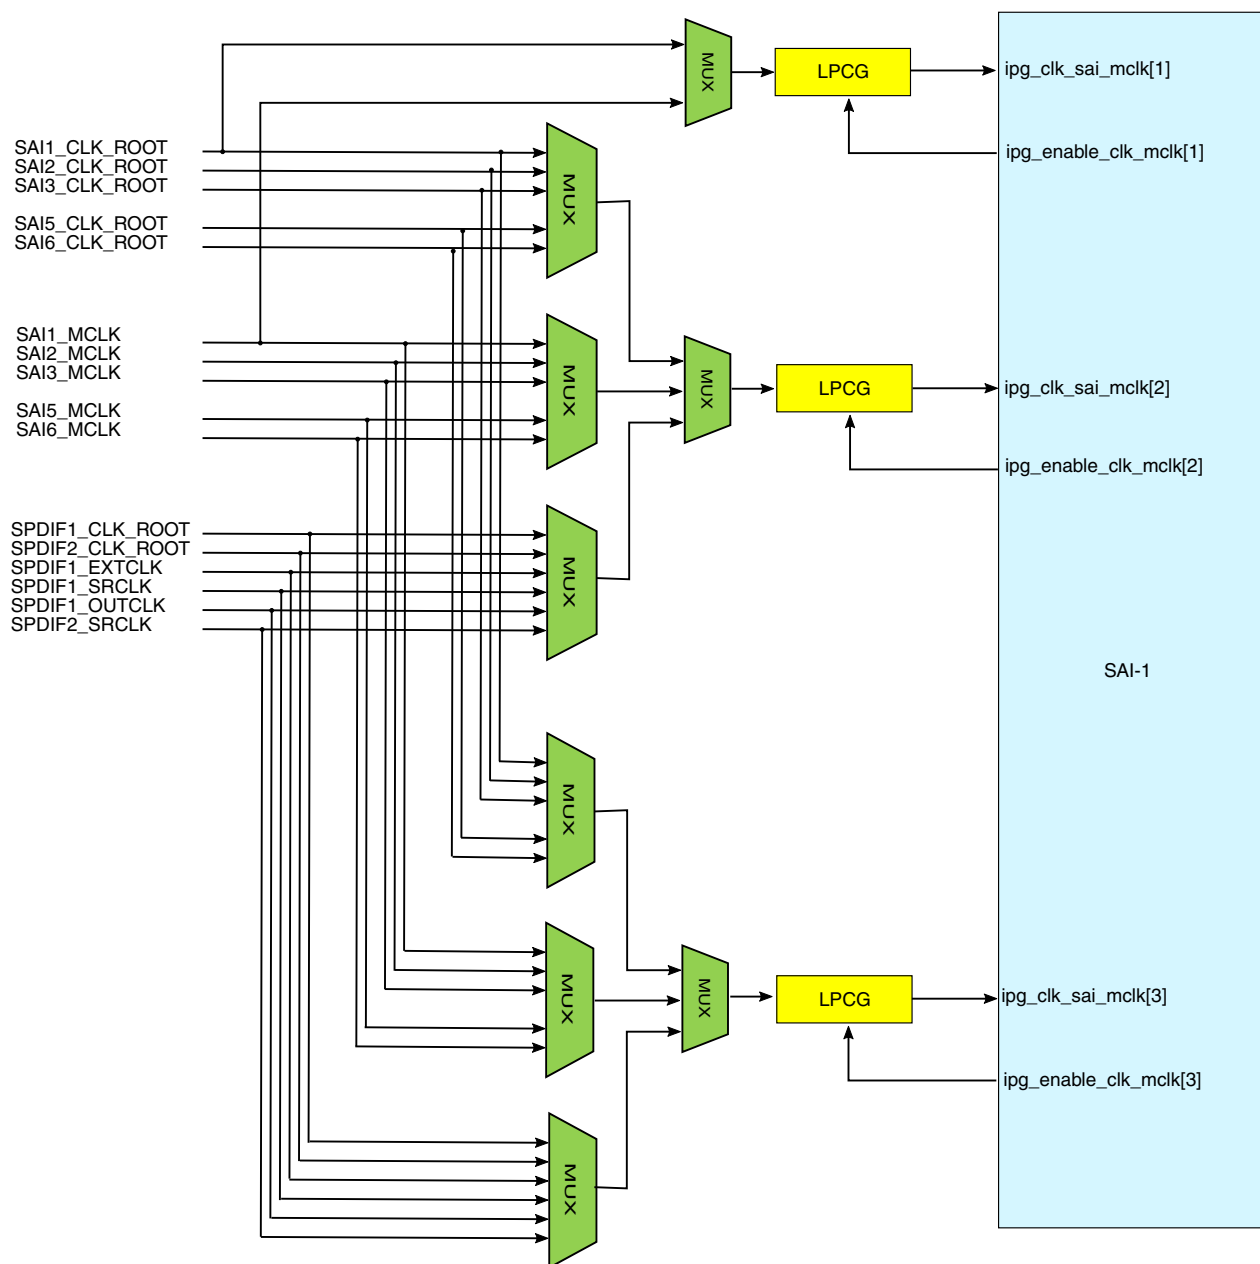 MUX
LPCG
ipg_clk_sai_mclk[1]
ipg_enable_clk_mclk[1]
SAI1_CLK_ROOT
SAI2_CLK_ROOT
SAI3_CLK_ROOT
SAI5_CLK_ROOT
SAI6_CLK_ROOT
MUX
SAI1_MCLK
SAI2_MCLK
SAI3_MCLK
SAI5_MCLK
SAI6_MCLK
MUX
MUX
LPCG
ipg_clk_sai_mclk[2]
ipg_enable_clk_mclk[2]
SPDIF1_CLK_ROOT
SPDIF2_CLK_ROOT
SPDIF1_EXTCLK
SPDIF1_SRCLK
SPDIF1_OUTCLK
SPDIF2_SRCLK
MUX
SAI-1
MUX
MUX
MUX
LPCG
ipg_clk_sai_mclk[3]
ipg_enable_clk_mclk[3]
MUX